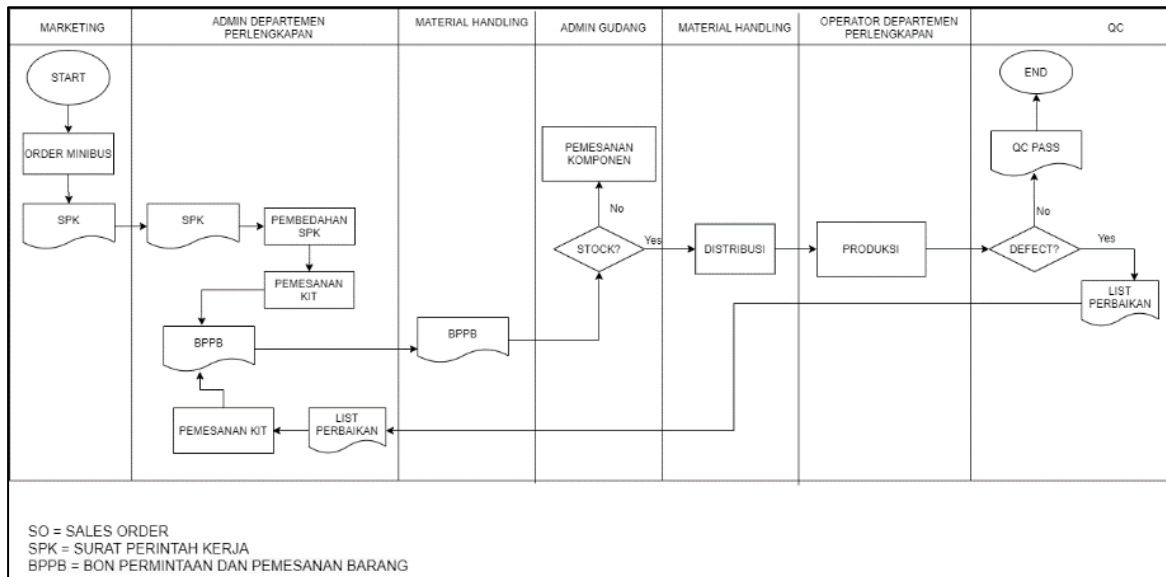 MARKETING
ADMIN DEPARTEMEN
PERLENGKAPAN
MATERIAL HANDLING
ADMIN GUDANG
MATERIAL HANDLING
OPERATOR DEPARTEMEN
PERLENGKAPAN
QC
START
ORDER MINIBUS
SPK
SPK
PEMBEDAHAN
SPK
PEMESANAN
KIT
BPPB
PEMESANAN KIT
LIST
PERBAIKAN
BPPB
PEMESANAN
KOMPONEN
No
STOCK?
Yes
DISTRIBUSI
PRODUKSI
END
QC PASS
No
DEFECT?
Yes
LIST
PERBAIKAN
SO = SALES ORDER
SPK = SURAT PERINTAH KERJA
BPPB = BON PERMINTAAN DAN PEMESANAN BARANG